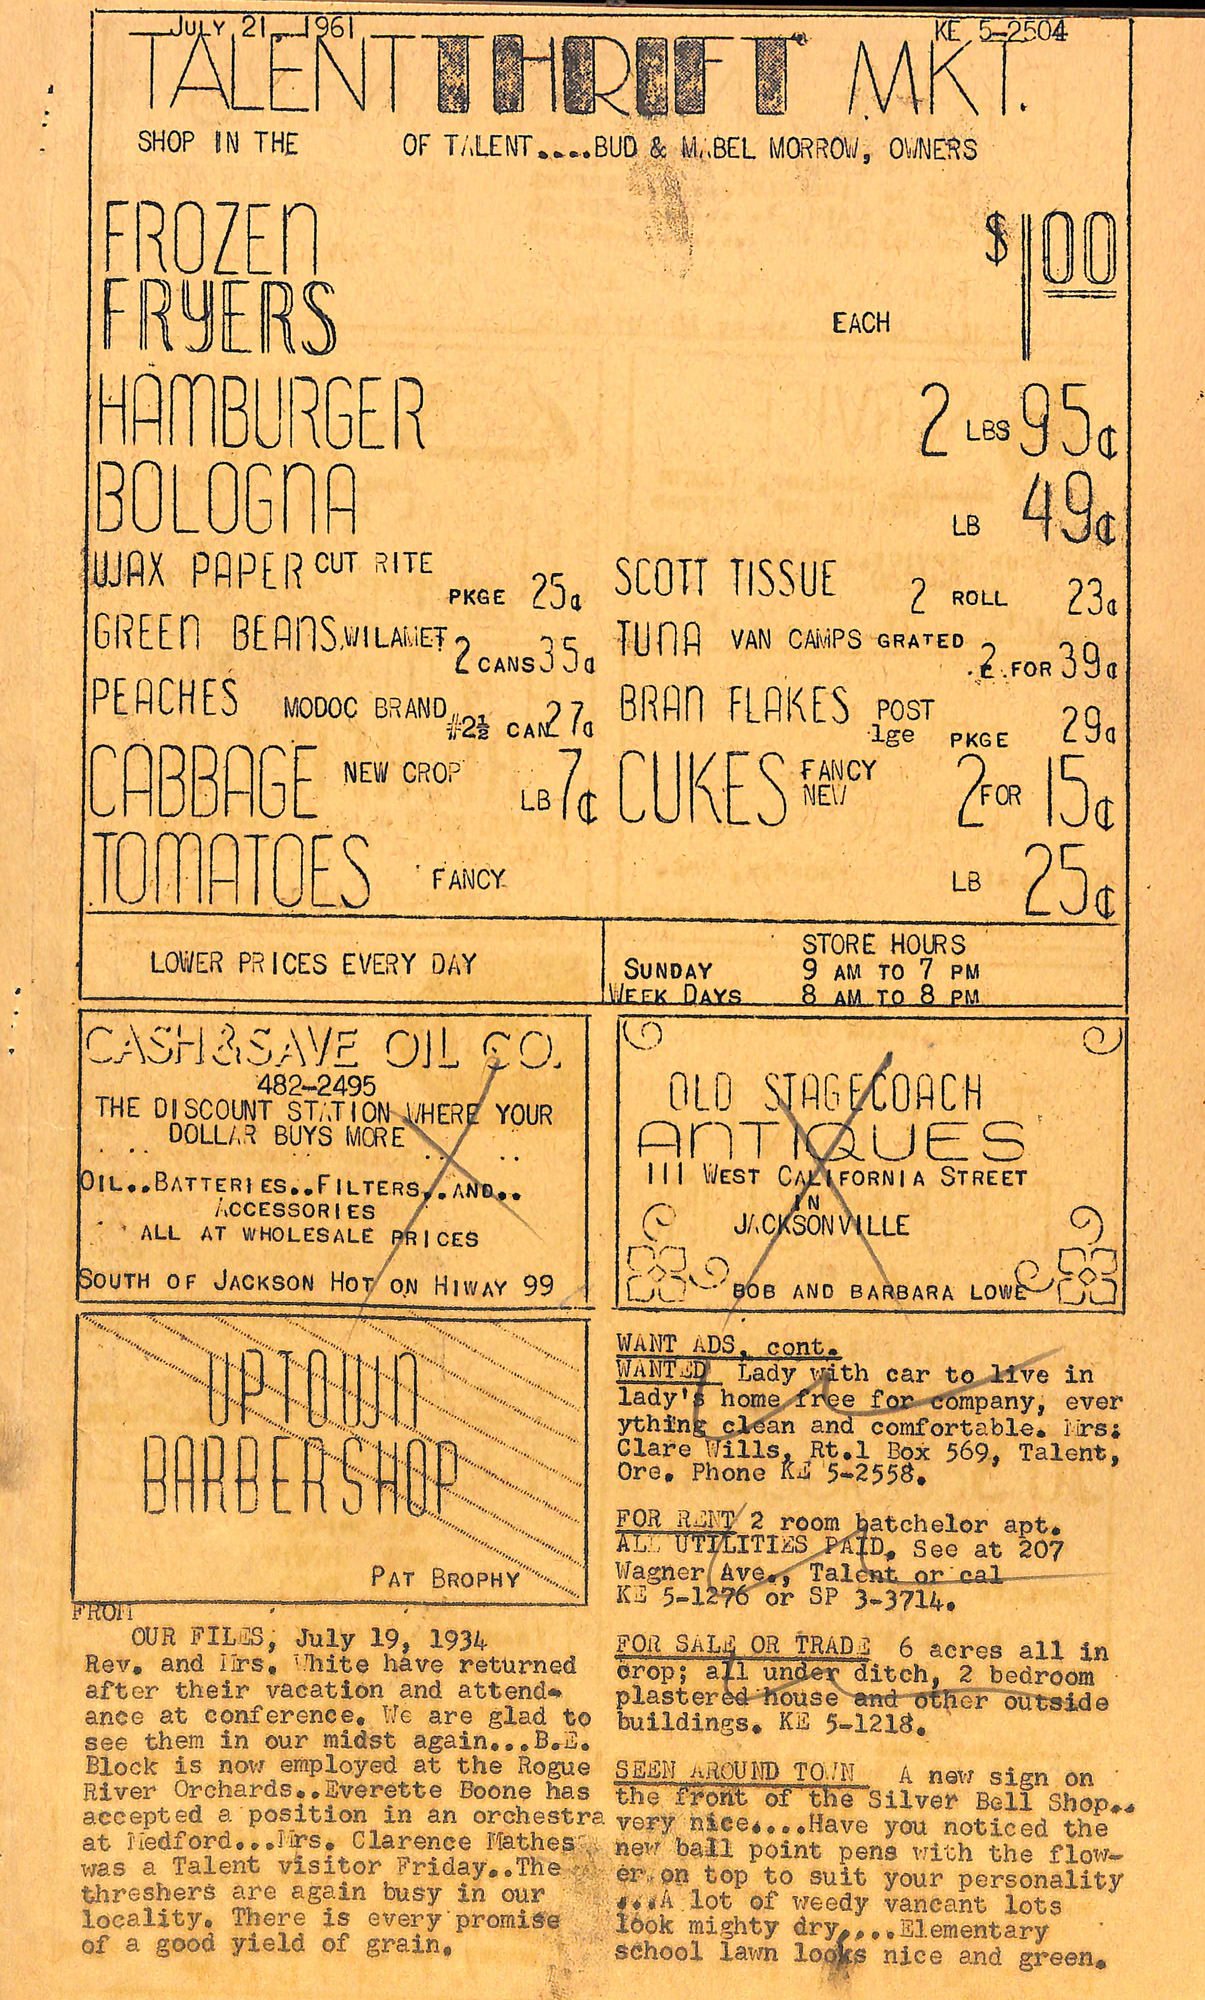 JULY 21, 1961
KE 5-2504
TALENT THRIFT MKT.
SHOP IN THE OF TALENT....BUD & MABEL MORROW, OWNERS
FROZEN
FRYERS
EACH
$1.00
HAMBURGER 2 LBS 95¢
BOLOGNA LB 49¢
WAX PAPER CUT RITE PKGE 25¢
GREEN BEANS, WILAMET 2 CANS 35¢
PEACHES MODOC BRAND #2½ CAN 27¢
SCOTT TISSUE 2 ROLL 23¢
TUNA VAN CAMPS GRATED 2 FOR 39¢
BRAN FLAKES POST lge PKGE 29¢
CABBAGE NEW CROP LB 7¢
CUKES FANCY NEW 2 FOR 15¢
TOMATOES FANCY LB 25¢
LOWER PRICES EVERY DAY
STORE HOURS
SUNDAY 9 AM TO 7 PM
WEEK DAYS 8 AM TO 8 PM
CASH & SAVE OIL CO.
482-2495
THE DISCOUNT STATION WHERE YOUR
DOLLAR BUYS MORE
OIL..BATTERIES..FILTERS..AND..
ACCESSORIES
ALL AT WHOLESALE PRICES
SOUTH OF JACKSON HOT ON HIWAY 99
OLD STAGECOACH
ANTIQUES
111 WEST CALIFORNIA STREET
IN
JACKSONVILLE
BOB AND BARBARA LOWE
UPTOWN
BARBERSHOP
PAT BROPHY
FROM
OUR FILES, July 19, 1934
Rev. and Mrs. White have returned
after their vacation and attend-
ance at conference. We are glad to
see them in our midst again...B.E.
Block is now employed at the Rogue
River Orchards..Everette Boone has
accepted a position in an orchestra
at Medford...Mrs. Clarence Mathes
was a Talent visitor Friday..The
threshers are again busy in our
locality. There is every promise
of a good yield of grain.
WANT ADS, cont.
WANTED Lady with car to live in
lady's home free for company, ever
ything clean and comfortable. Mrs:
Clare Wills, Rt.1 Box 569, Talent,
Ore. Phone KE 5-2558.
FOR RENT 2 room batchelor apt.
ALL UTILITIES PAID. See at 207
Wagner Ave., Talent or cal
KE 5-1276 or SP 3-3714.
FOR SALE OR TRADE 6 acres all in
crop; all under ditch, 2 bedroom
plastered house and other outside
buildings. KE 5-1218.
SEEN AROUND TOWN A new sign on
the front of the Silver Bell Shop..
very nice....Have you noticed the
new ball point pens with the flow-
er on top to suit your personality
...A lot of weedy vancant lots
look mighty dry....Elementary
school lawn looks nice and green.